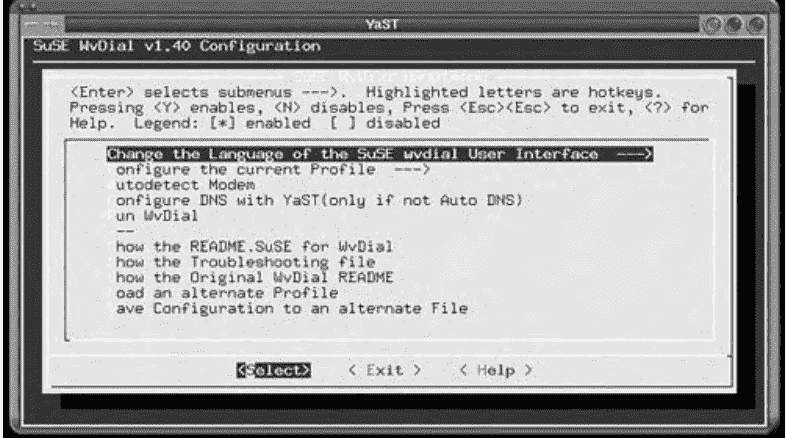 YaST
SuSE WvDial v1.40 Configuration
<Enter> selects submenus --->.  Highlighted letters are hotkeys.
Pressing <Y> enables, <N> disables, Press <Esc><Esc> to exit, <?> for
Help.  Legend: [*] enabled  [ ] disabled
Change the Language of the SuSE wvdial User Interface  --->
onfigure the current Profile  --->
utodetect Modem
onfigure DNS with YaST(only if not Auto DNS)
un WvDial
--
how the README.SuSE for WvDial
how the Troubleshooting file
how the Original WvDial README
oad an alternate Profile
ave Configuration to an alternate File
<Select>    < Exit >    < Help >